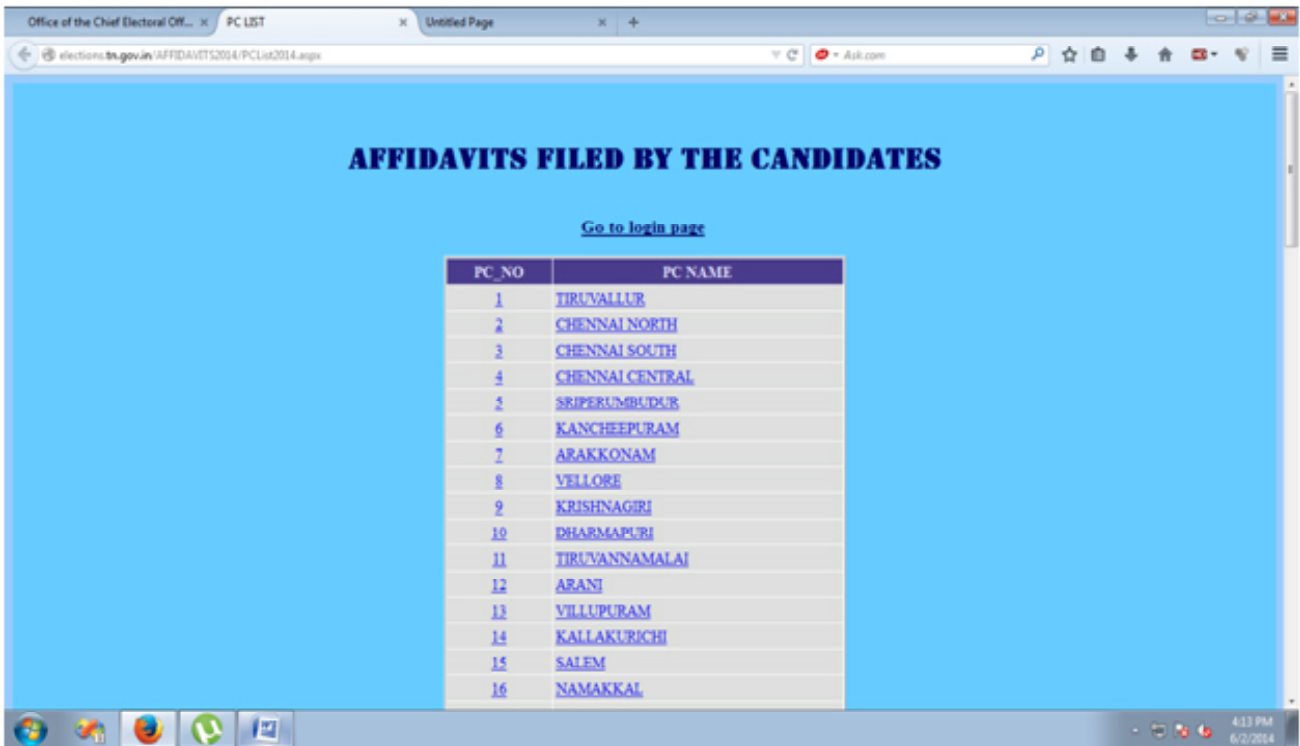 Office of the Chief Electoral Off... × PC LIST × Untitled Page × +
elections.tn.gov.in/AFFIDAVITS2014/PCList2014.aspx Ask.com
AFFIDAVITS FILED BY THE CANDIDATES
Go to login page
PC_NO PC NAME
1 TIRUVALLUR
2 CHENNAI NORTH
3 CHENNAI SOUTH
4 CHENNAI CENTRAL
5 SRIPERUMBUDUR
6 KANCHEEPURAM
7 ARAKKONAM
8 VELLORE
9 KRISHNAGIRI
10 DHARMAPURI
11 TIRUVANNAMALAI
12 ARANI
13 VILLUPURAM
14 KALLAKURICHI
15 SALEM
16 NAMAKKAL
4:13 PM
6/2/2014